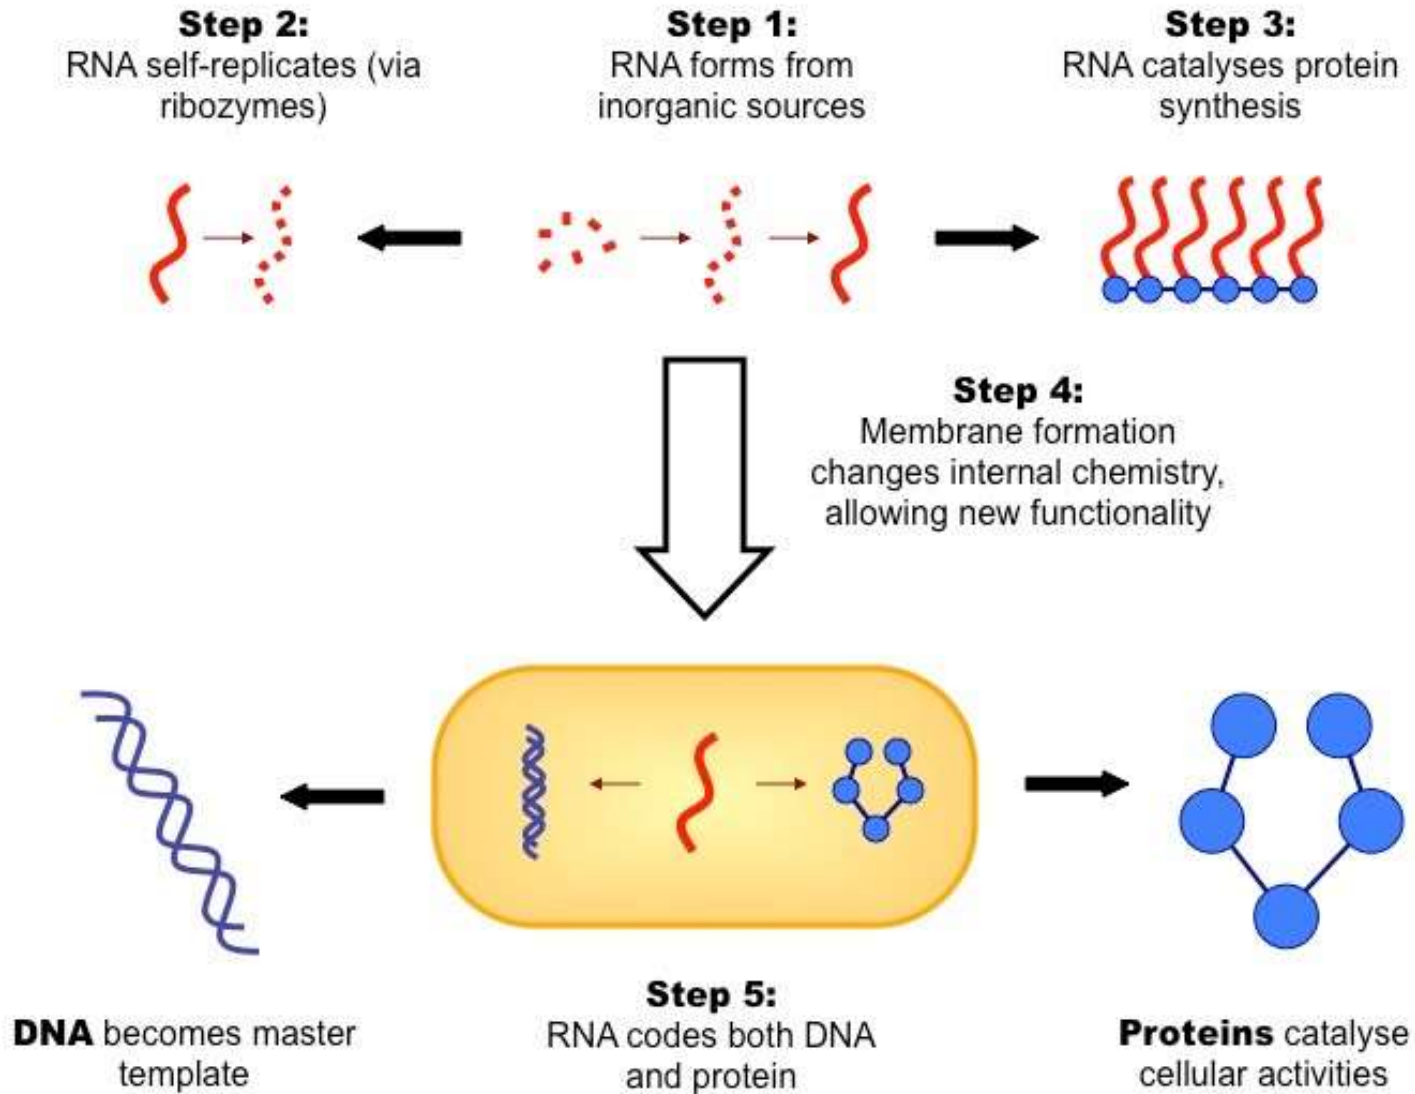 Step 2:
RNA self-replicates (via
ribozymes)
Step 1:
RNA forms from
inorganic sources
Step 3:
RNA catalyses protein
synthesis
Step 4:
Membrane formation
changes internal chemistry,
allowing new functionality
DNA becomes master
template
Step 5:
RNA codes both DNA
and protein
Proteins catalyse
cellular activities